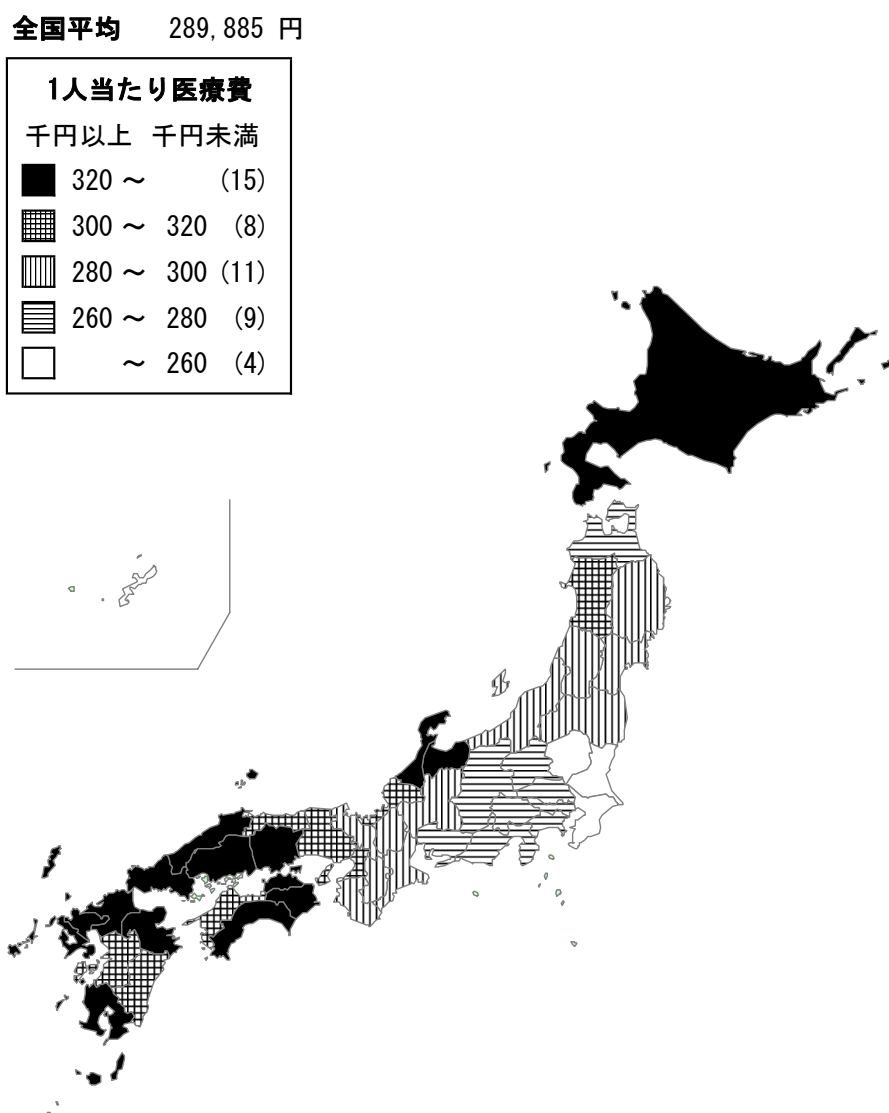 全国平均 289,885 円
1人当たり医療費
千円以上 千円未満
320 ～ (15)
300 ～ 320 (8)
280 ～ 300 (11)
260 ～ 280 (9)
～ 260 (4)